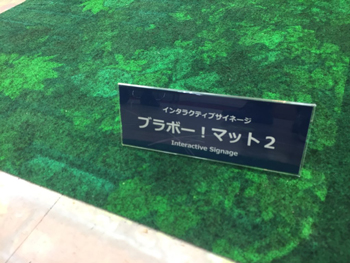 インタラクティブサイネージ
ブラボー！マット2
Interactive Signage